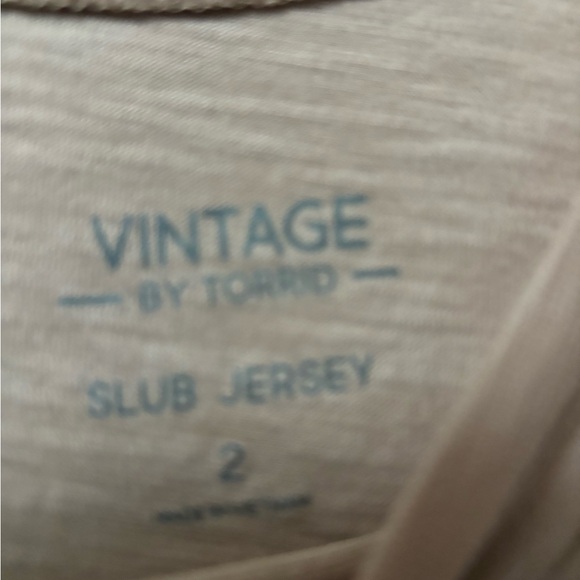 VINTAGE
— BY TORRID —
SLUB JERSEY
2